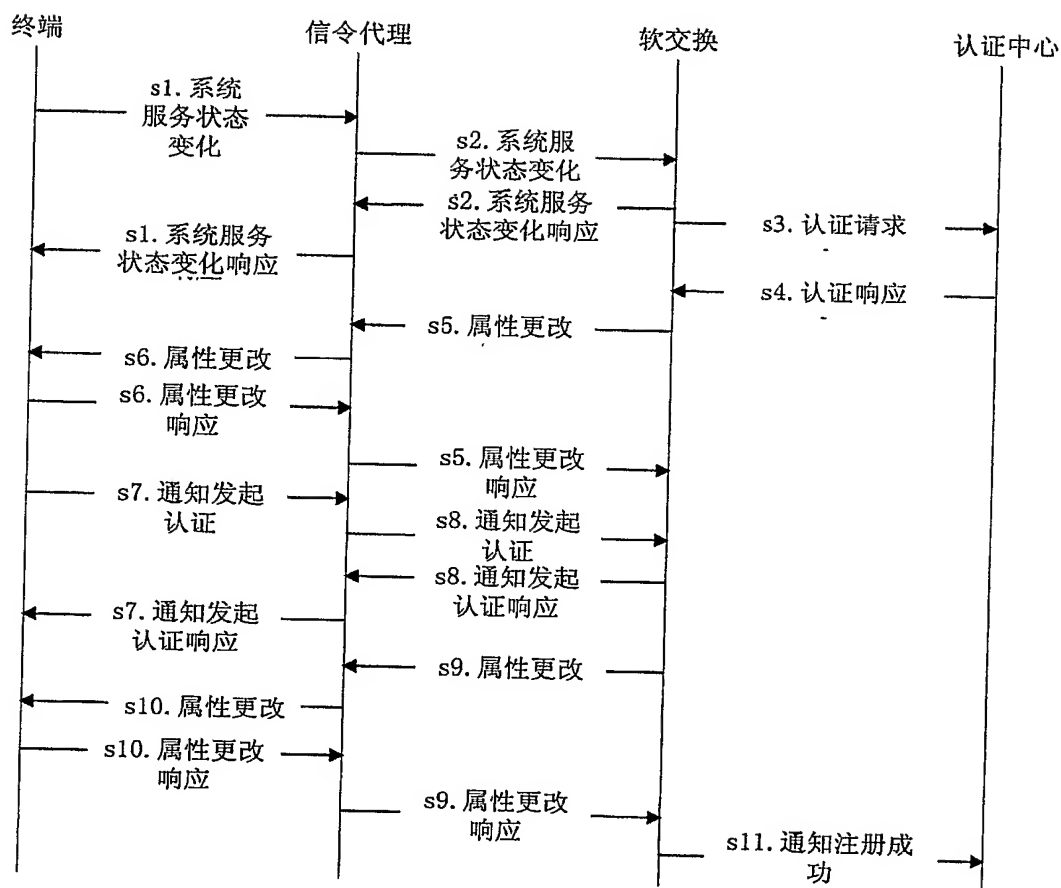 终端
信令代理
软交换
认证中心
s1.系统
服务状态
变化
s2.系统服
务状态变化
s2.系统服务
状态变化响应
s3.认证请求
s1.系统服务
状态变化响应
s4.认证响应
s5.属性更改
s6.属性更改
s6.属性更改
响应
s5.属性更改
响应
s7.通知发起
认证
s8.通知发起
认证
s8.通知发起
认证响应
s7.通知发起
认证响应
s9.属性更改
s10.属性更改
s10.属性更改
响应
s9.属性更改
响应
s11.通知注册成
功